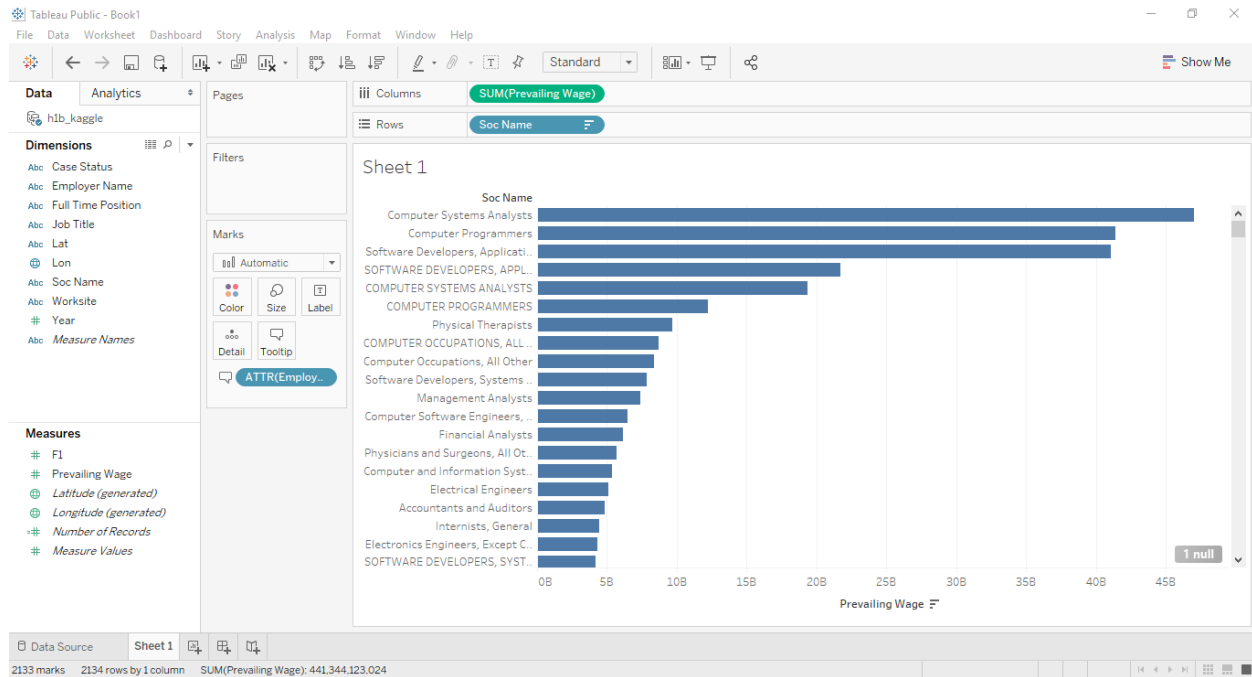 Tableau Public - Book1
File Data Worksheet Dashboard Story Analysis Map Format Window Help
Standard
Show Me
Data Analytics
h1b_kaggle
Dimensions
Abc Case Status
Abc Employer Name
Abc Full Time Position
Abc Job Title
Abc Lat
Lon
Abc Soc Name
Abc Worksite
# Year
Abc Measure Names
Measures
# F1
# Prevailing Wage
Latitude (generated)
Longitude (generated)
=# Number of Records
# Measure Values
Pages
Filters
Marks
Automatic
Color Size Label
Detail Tooltip
ATTR(Employ..
Columns SUM(Prevailing Wage)
Rows Soc Name
Sheet 1
Soc Name
Computer Systems Analysts
Computer Programmers
Software Developers, Applicati..
SOFTWARE DEVELOPERS, APPL..
COMPUTER SYSTEMS ANALYSTS
COMPUTER PROGRAMMERS
Physical Therapists
COMPUTER OCCUPATIONS, ALL ..
Computer Occupations, All Other
Software Developers, Systems ..
Management Analysts
Computer Software Engineers, ..
Financial Analysts
Physicians and Surgeons, All Ot..
Computer and Information Syst..
Electrical Engineers
Accountants and Auditors
Internists, General
Electronics Engineers, Except C..
SOFTWARE DEVELOPERS, SYST..
1 null
0B 5B 10B 15B 20B 25B 30B 35B 40B 45B
Prevailing Wage
Data Source Sheet 1
2133 marks 2134 rows by 1 column SUM(Prevailing Wage): 441,344,123,024